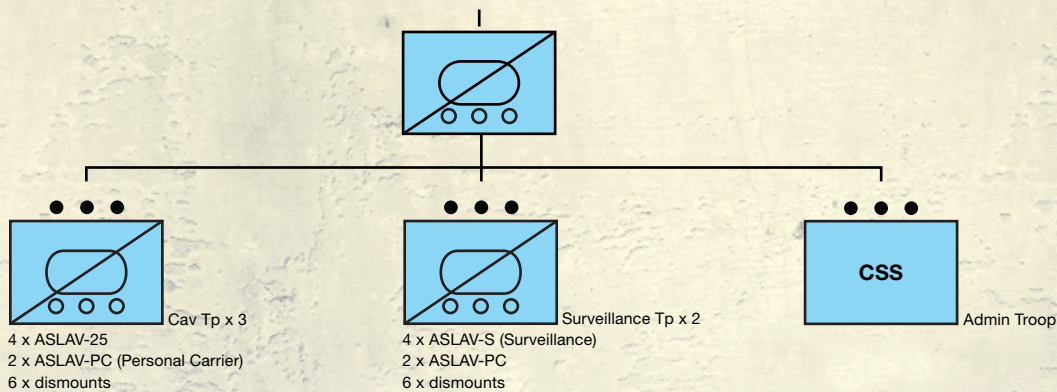 Cav Tp x 3
4 x ASLAV-25
2 x ASLAV-PC (Personal Carrier)
6 x dismounts
Surveillance Tp x 2
4 x ASLAV-S (Surveillance)
2 x ASLAV-PC
6 x dismounts
CSS
Admin Troop